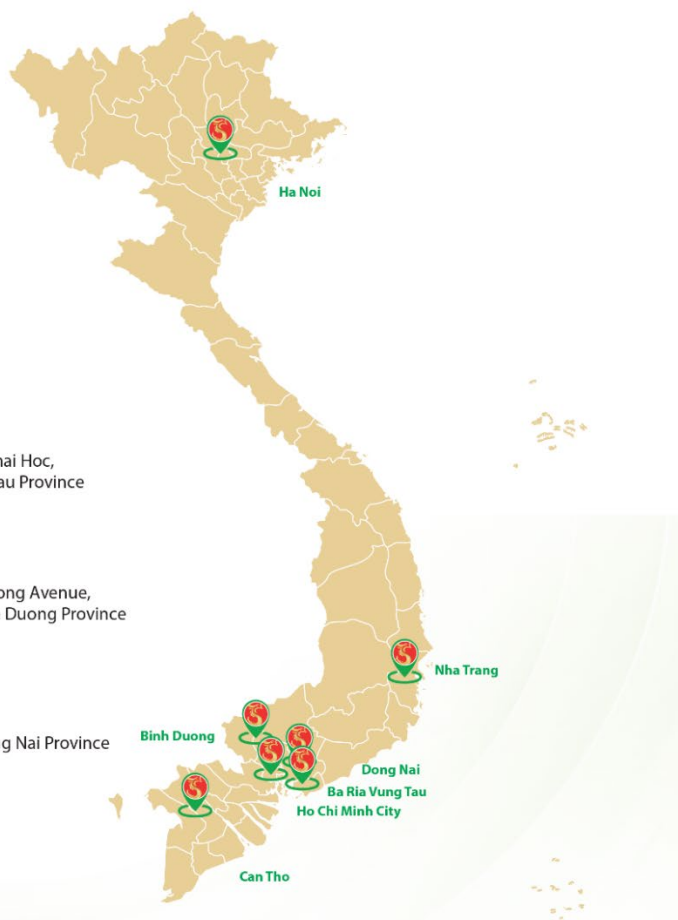 Ha Noi
hai Hoc,
au Province
ong Avenue,
Duong Province
Nha Trang
Binh Duong
g Nai Province
Dong Nai
Ba Ria Vung Tau
Ho Chi Minh City
Can Tho